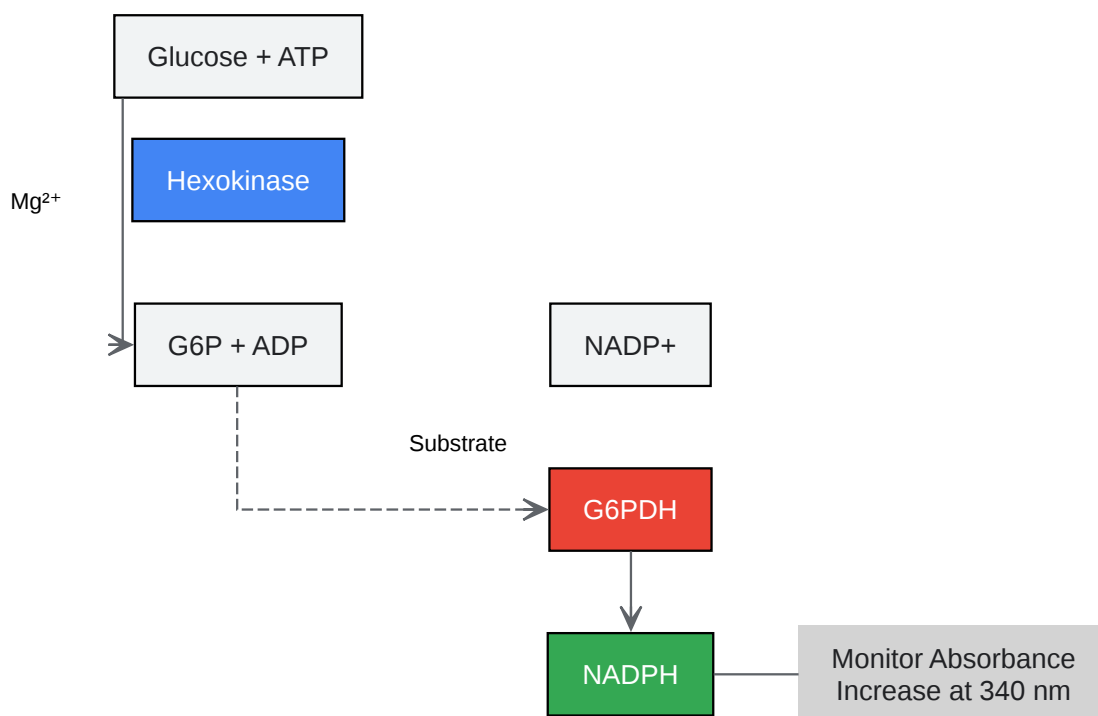 Glucose + ATP
Hexokinase
Mg²⁺
G6P + ADP
NADP+
Substrate
G6PDH
NADPH
Monitor Absorbance
Increase at 340 nm